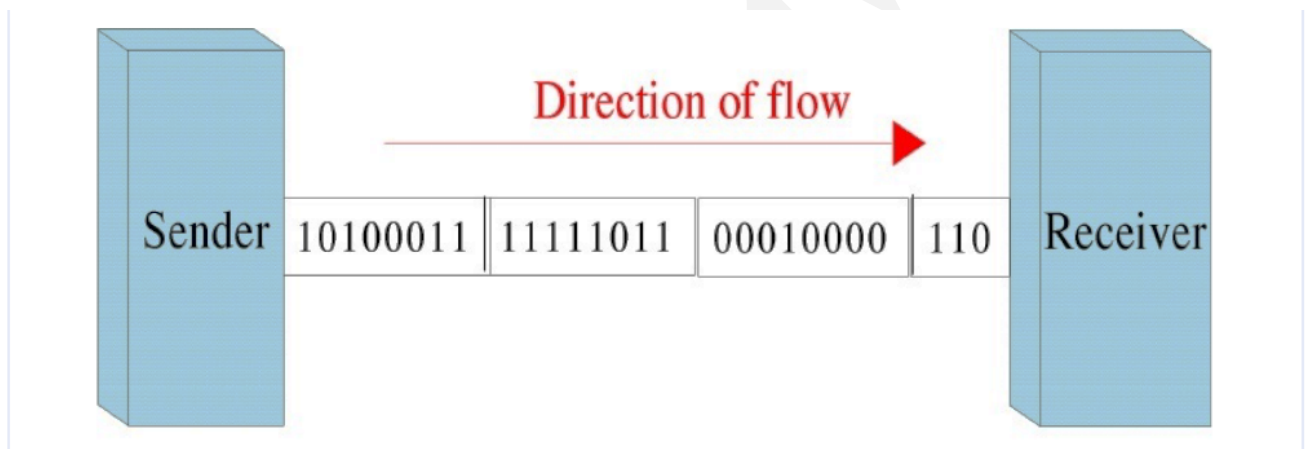 Direction of flow
Sender 10100011 11111011 00010000 110 Receiver